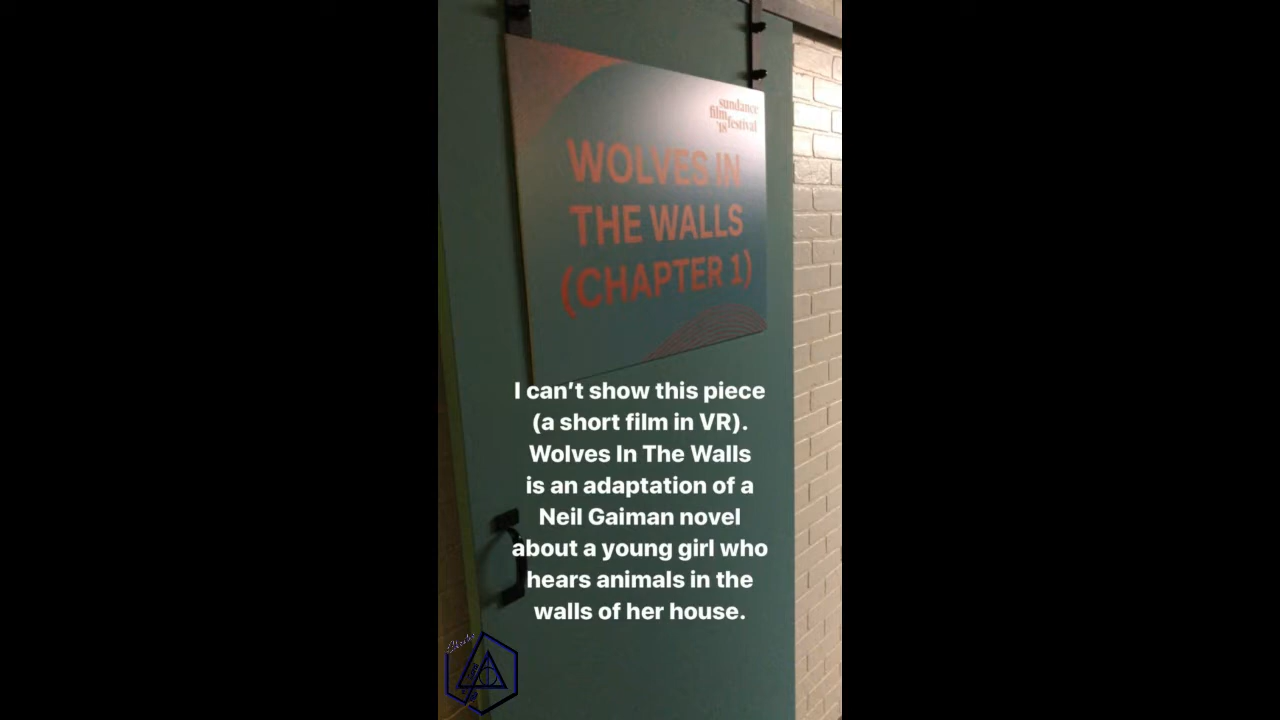 sundance
film
'18 festival
WOLVES IN
THE WALLS
(CHAPTER 1)
I can’t show this piece
(a short film in VR).
Wolves In The Walls
is an adaptation of a
Neil Gaiman novel
about a young girl who
hears animals in the
walls of her house.